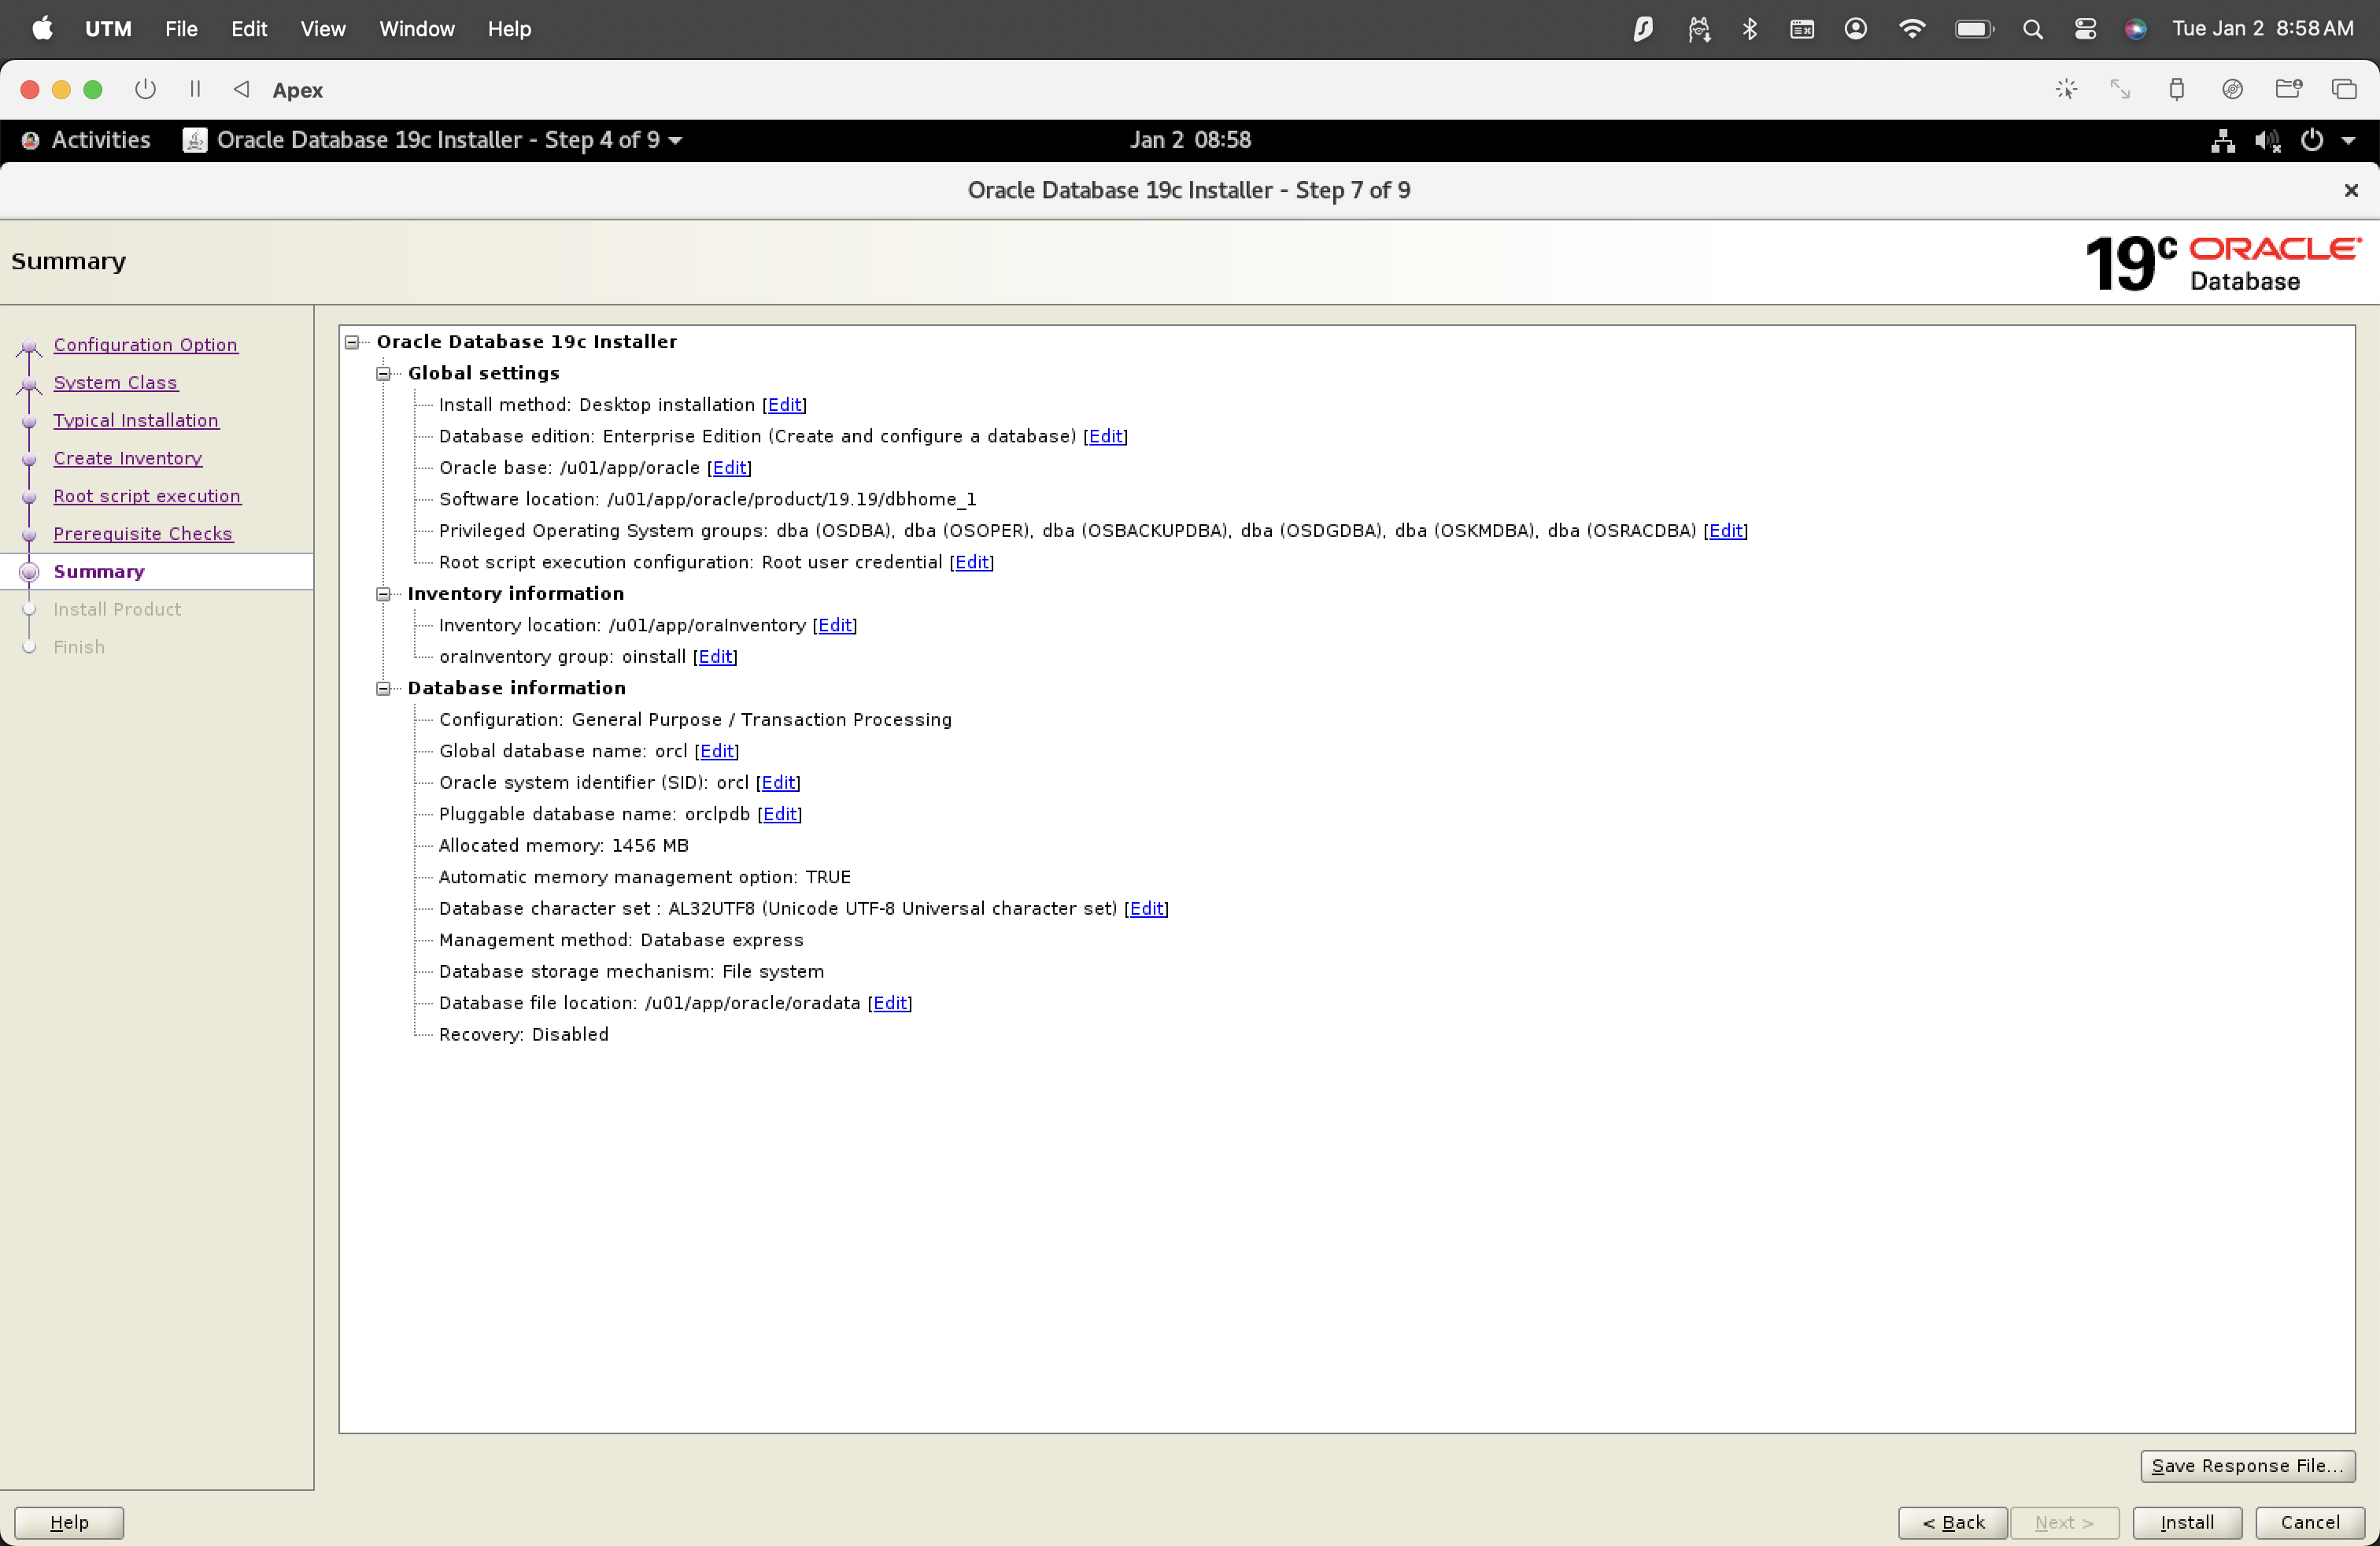 UTM File Edit View Window Help Tue Jan 2 8:58 AM
Apex
Activities Oracle Database 19c Installer - Step 4 of 9 Jan 2 08:58
Oracle Database 19c Installer - Step 7 of 9
Summary
19c ORACLE
Database
Configuration Option
System Class
Typical Installation
Create Inventory
Root script execution
Prerequisite Checks
Summary
Install Product
Finish
Oracle Database 19c Installer
Global settings
Install method: Desktop installation [Edit]
Database edition: Enterprise Edition (Create and configure a database) [Edit]
Oracle base: /u01/app/oracle [Edit]
Software location: /u01/app/oracle/product/19.19/dbhome_1
Privileged Operating System groups: dba (OSDBA), dba (OSOPER), dba (OSBACKUPDBA), dba (OSDGDBA), dba (OSKMDBA), dba (OSRACDBA) [Edit]
Root script execution configuration: Root user credential [Edit]
Inventory information
Inventory location: /u01/app/oraInventory [Edit]
oraInventory group: oinstall [Edit]
Database information
Configuration: General Purpose / Transaction Processing
Global database name: orcl [Edit]
Oracle system identifier (SID): orcl [Edit]
Pluggable database name: orclpdb [Edit]
Allocated memory: 1456 MB
Automatic memory management option: TRUE
Database character set : AL32UTF8 (Unicode UTF-8 Universal character set) [Edit]
Management method: Database express
Database storage mechanism: File system
Database file location: /u01/app/oracle/oradata [Edit]
Recovery: Disabled
Save Response File...
Help < Back Next > Install Cancel